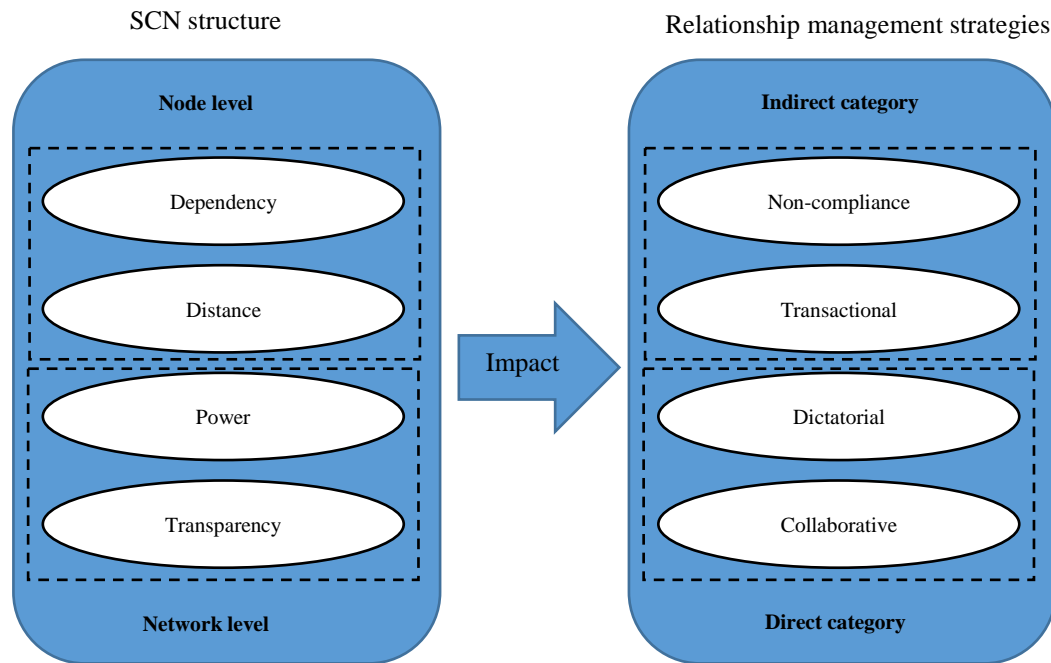 SCN structure
Relationship management strategies
Node level
Dependency
Distance
Power
Transparency
Network level
Impact
Indirect category
Non-compliance
Transactional
Dictatorial
Collaborative
Direct category